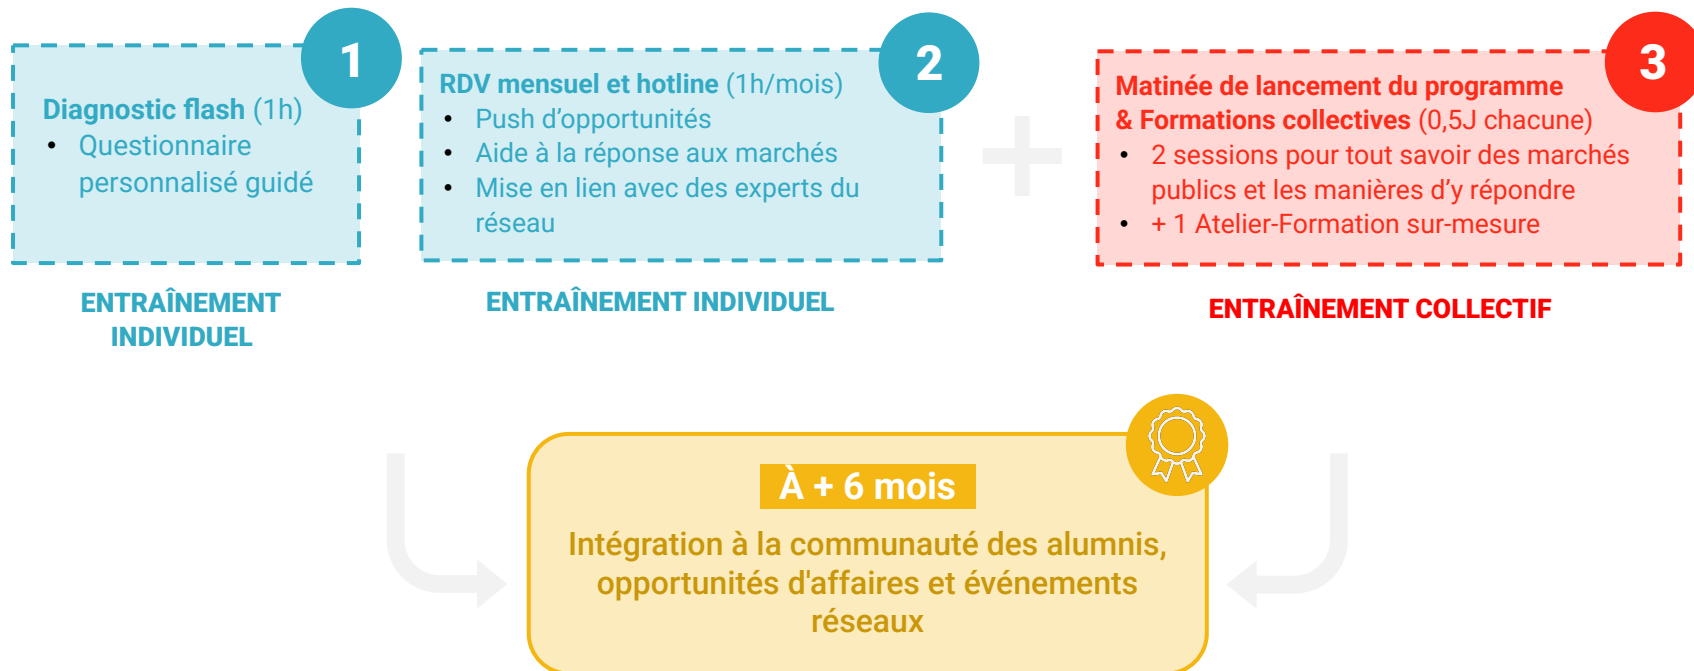 1
Diagnostic flash (1h)
• Questionnaire
personnalisé guidé
ENTRAÎNEMENT
INDIVIDUEL
2
RDV mensuel et hotline (1h/mois)
• Push d'opportunités
• Aide à la réponse aux marchés
• Mise en lien avec des experts du
réseau
ENTRAÎNEMENT INDIVIDUEL
+
3
Matinée de lancement du programme
& Formations collectives (0,5J chacune)
• 2 sessions pour tout savoir des marchés
publics et les manières d'y répondre
• + 1 Atelier-Formation sur-mesure
ENTRAÎNEMENT COLLECTIF
À + 6 mois
Intégration à la communauté des alumnis,
opportunités d'affaires et événements
réseaux